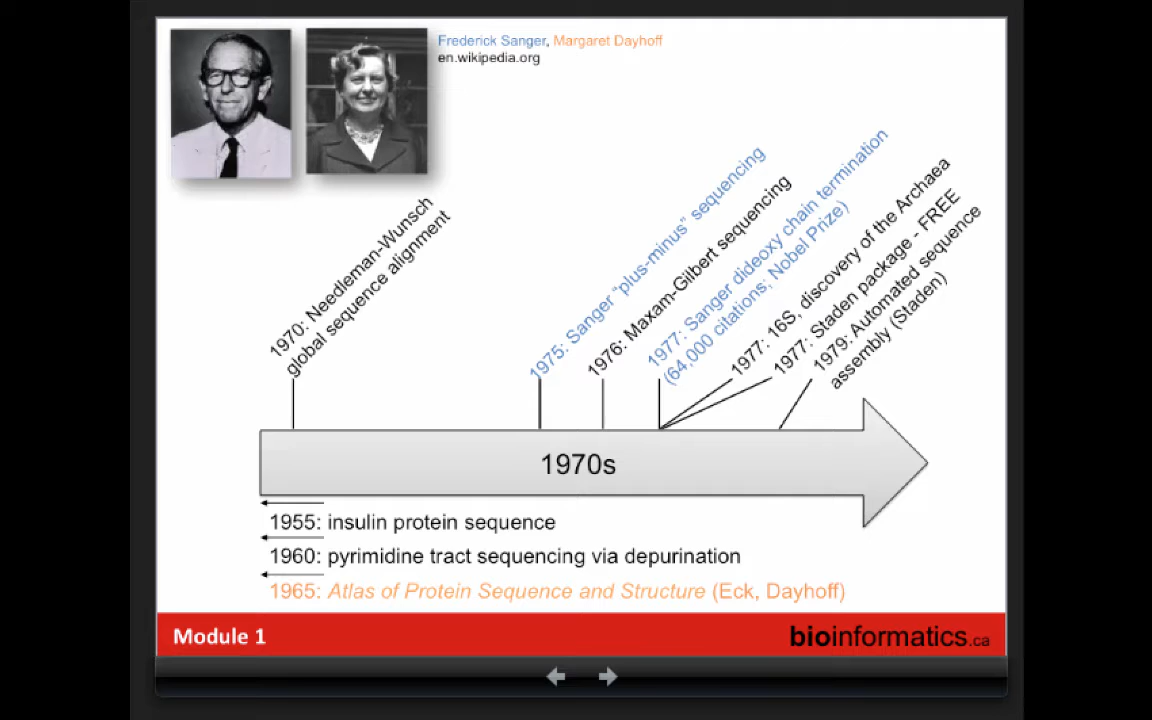 Frederick Sanger, Margaret Dayhoff
en.wikipedia.org
1970: Needleman-Wunsch
global sequence alignment
1975: Sanger "plus-minus" sequencing
1976: Maxam-Gilbert sequencing
1977: Sanger dideoxy chain termination
(64,000 citations; Nobel Prize)
1977: 16S, discovery of the Archaea
1977: Staden package - FREE
1979: Automated sequence
assembly (Staden)
1970s
1955: insulin protein sequence
1960: pyrimidine tract sequencing via depurination
1965: Atlas of Protein Sequence and Structure (Eck, Dayhoff)
Module 1
bioinformatics.ca